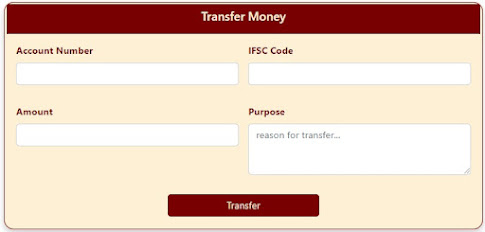 Transfer Money
Account Number
IFSC Code
Amount
Purpose
reason for transfer...
Transfer